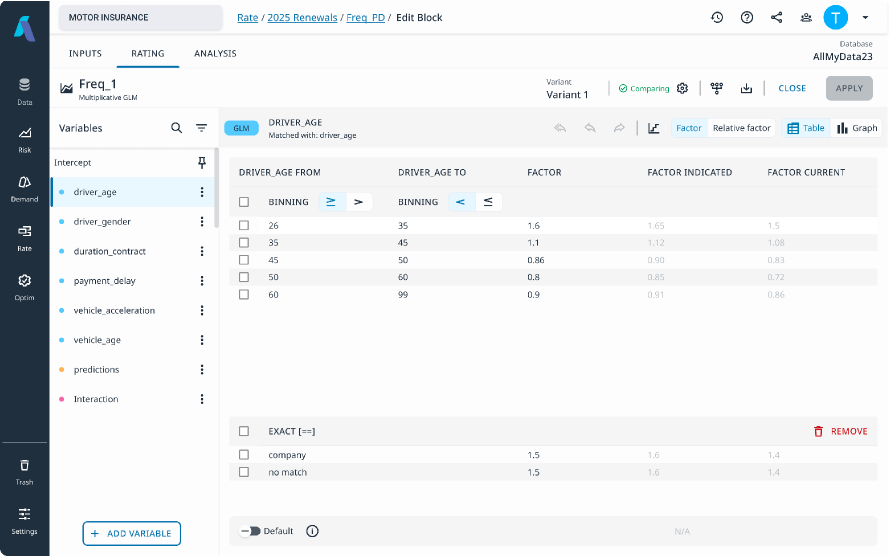 MOTOR INSURANCE
Rate / 2025 Renewals / Freq_PD / Edit Block
T
INPUTS RATING ANALYSIS
Database
AllMyData23
Freq_1
Multiplicative GLM
Variant
Variant 1
Comparing
CLOSE
APPLY
Data
Risk
Demand
Rate
Optim
Trash
Settings
Variables
Intercept
driver_age
driver_gender
duration_contract
payment_delay
vehicle_acceleration
vehicle_age
predictions
Interaction
+ ADD VARIABLE
GLM
DRIVER_AGE
Matched with: driver_age
Factor Relative factor Table Graph
DRIVER_AGE FROM DRIVER_AGE TO FACTOR FACTOR INDICATED FACTOR CURRENT
BINNING ≥ > BINNING < ≤
26 35 1.6 1.65 1.5
35 45 1.1 1.12 1.08
45 50 0.86 0.90 0.83
50 60 0.8 0.85 0.72
60 99 0.9 0.91 0.86
EXACT [==] REMOVE
company 1.5 1.6 1.4
no match 1.5 1.6 1.4
Default N/A